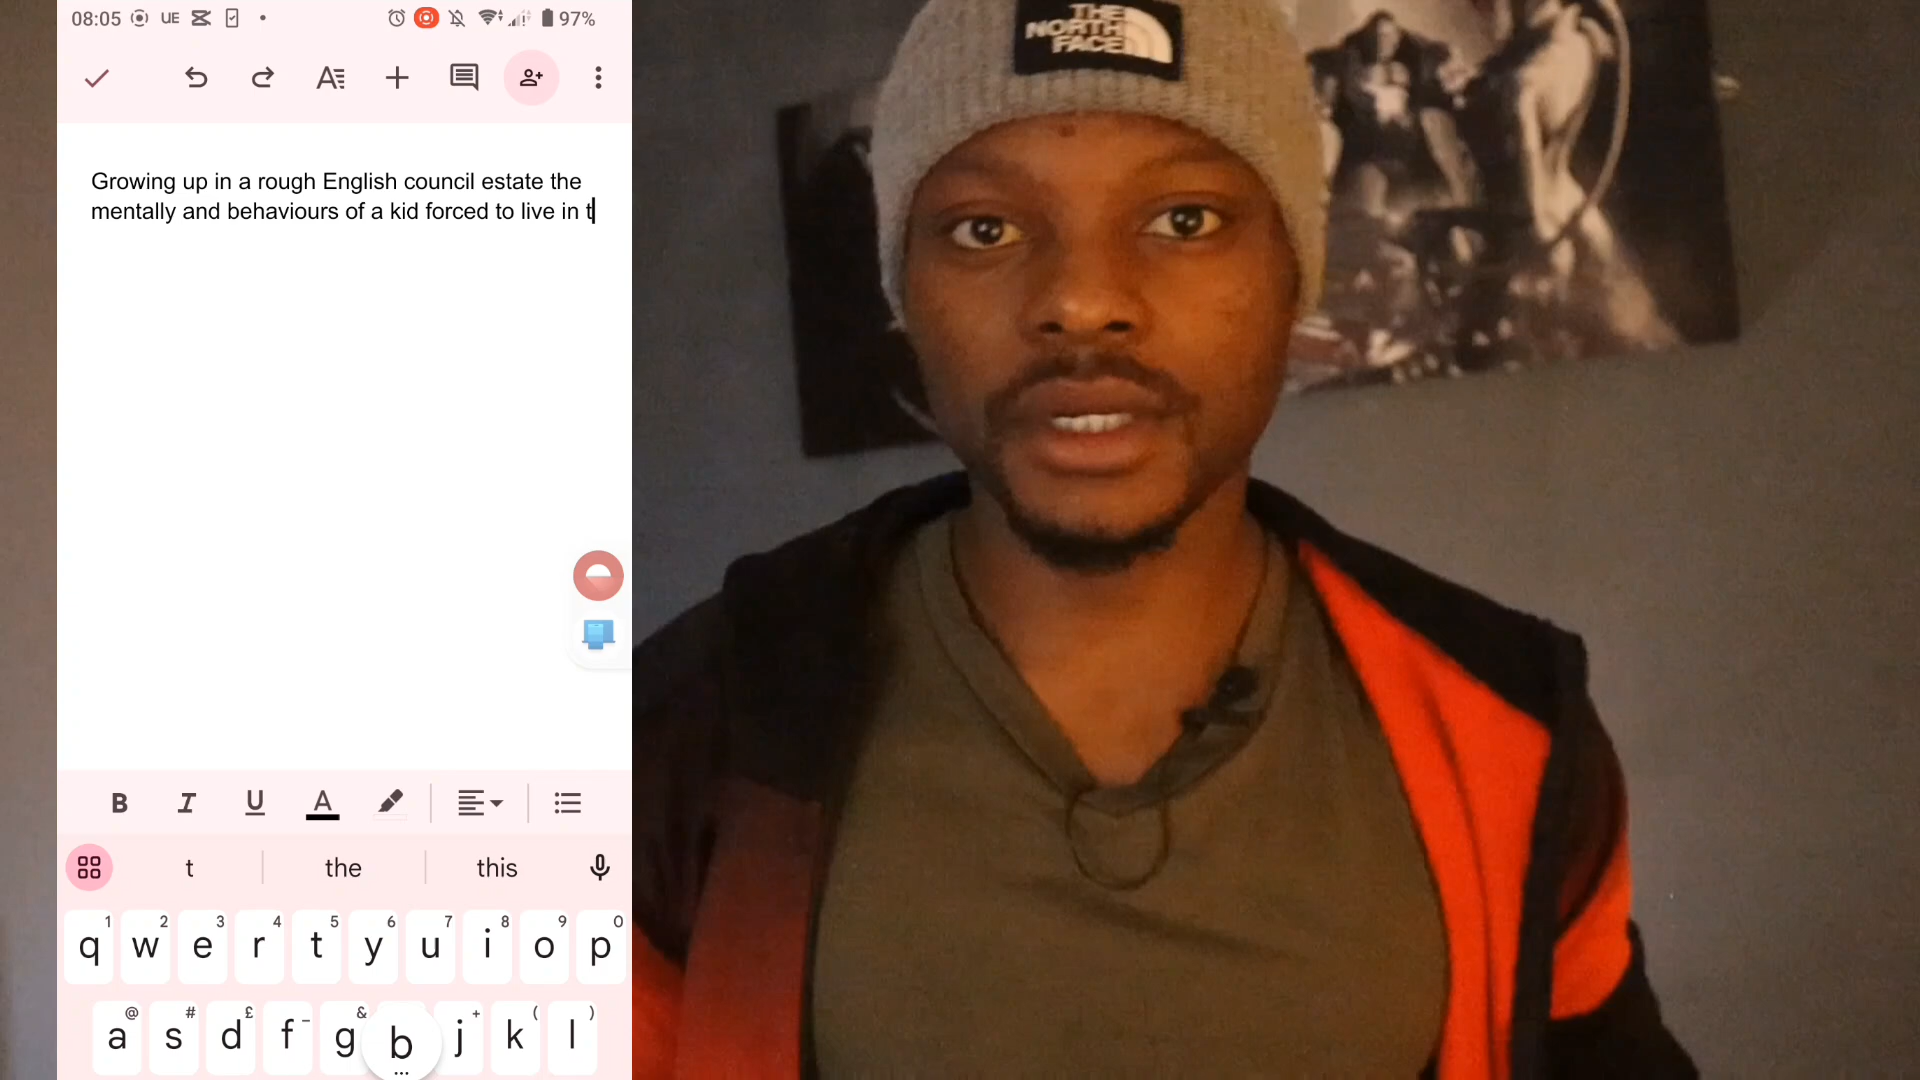 08:05 UE 97%
Growing up in a rough English council estate the
mentally and behaviours of a kid forced to live in t
B I U A
t the this
1 2 3 4 5 6 7 8 9 0
q w e r t y u i o p
@ # £ _ & + ( )
a s d f g b j k l
THE
NORTH
FACE